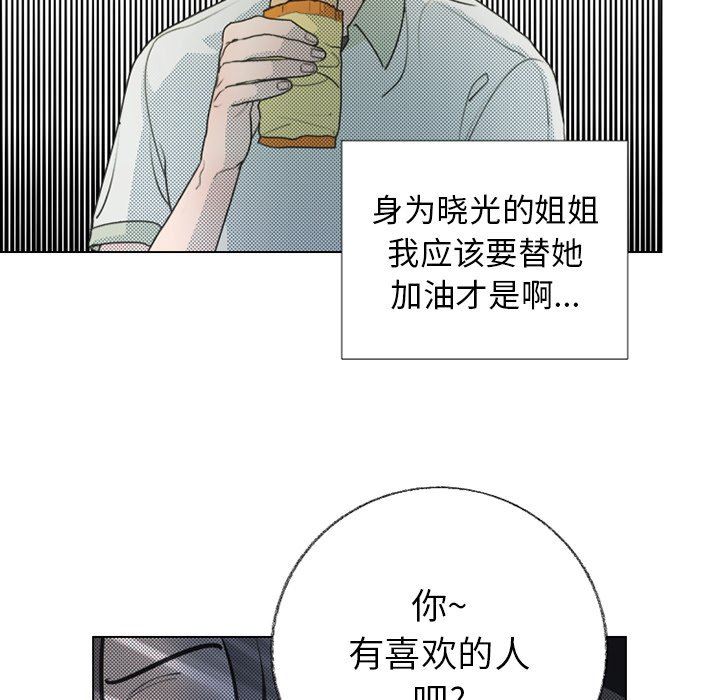 身为晓光的姐姐
我应该要替她
加油才是啊...
你~
有喜欢的人
吧?